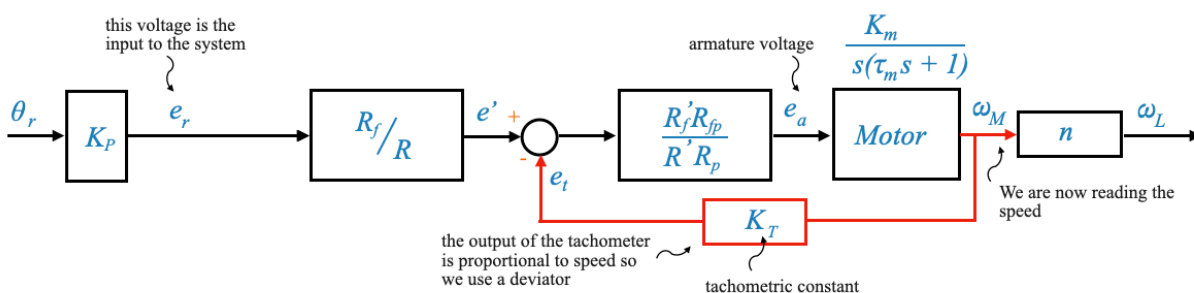 this voltage is the
input to the system
armature voltage
K_m
s(τ_m s + 1)
θ_r
K_P
e_r
R_f/R
e'
+
-
e_t
R'_f R_fp
R' R_p
e_a
Motor
ω_M
n
ω_L
We are now reading the
speed
K_T
the output of the tachometer
is proportional to speed so
we use a deviator
tachometric constant